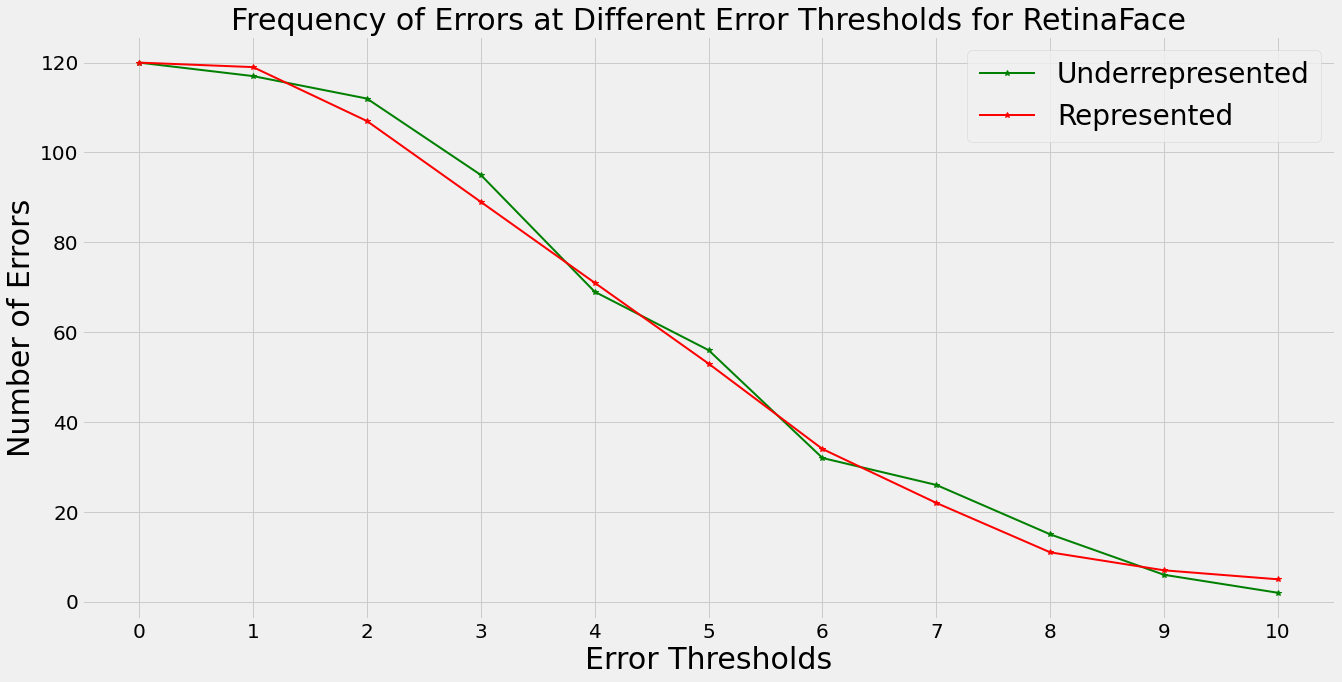 Frequency of Errors at Different Error Thresholds for RetinaFace
Underrepresented
Represented
Number of Errors
120
100
80
60
40
20
0
0 1 2 3 4 5 6 7 8 9 10
Error Thresholds